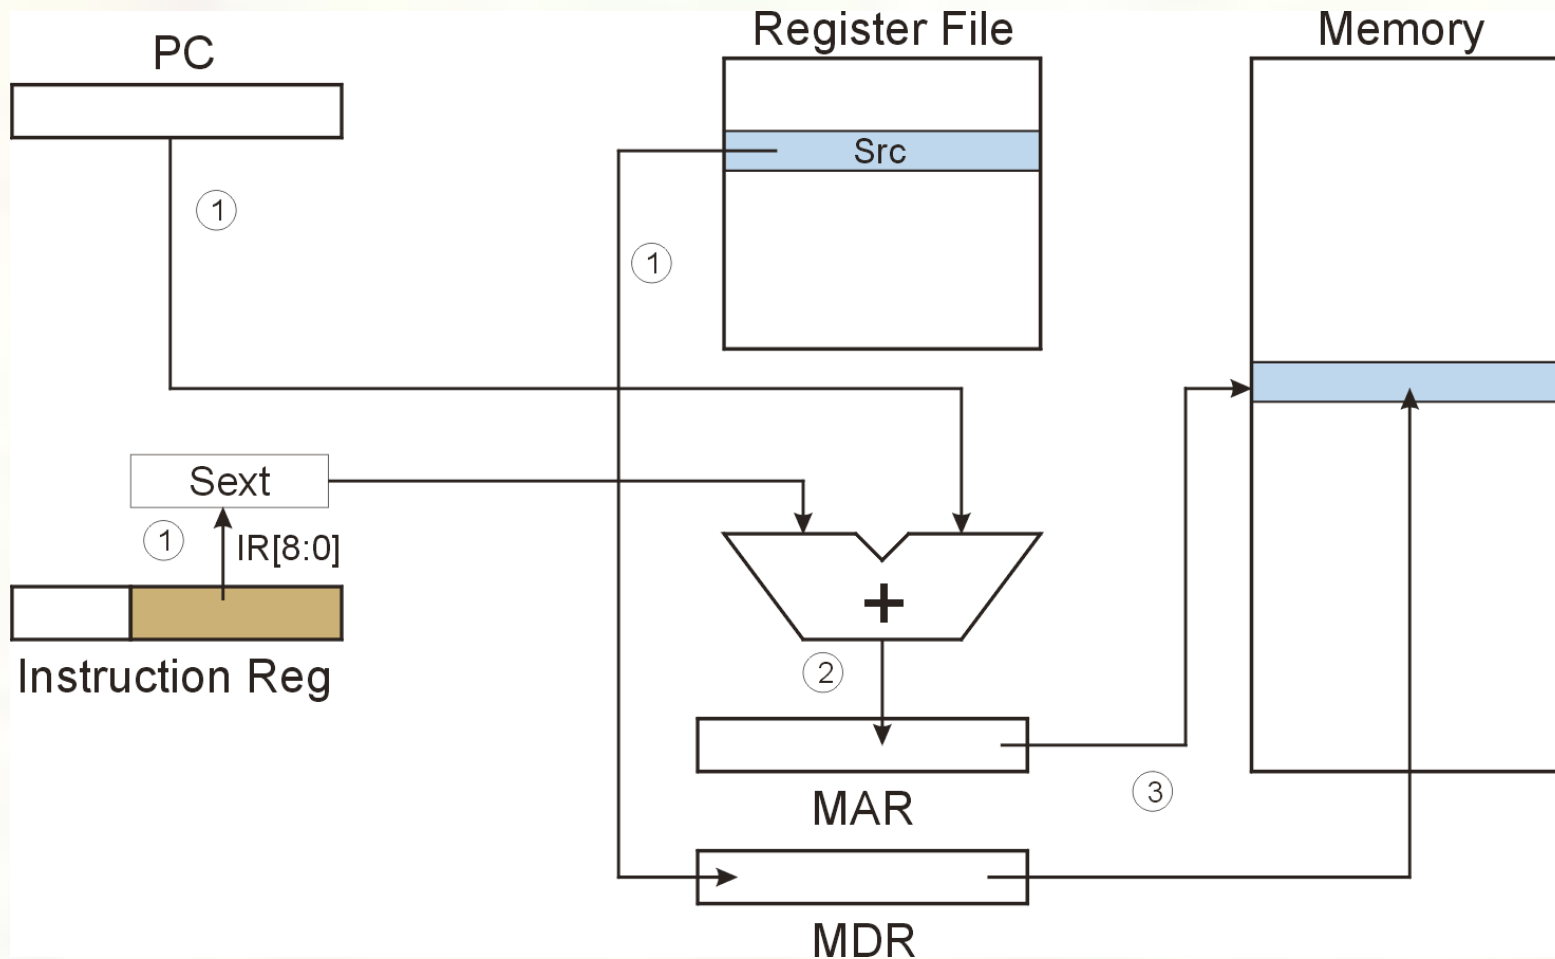 PC
Register File
Memory
Src
1
1
Sext
1
IR[8:0]
+
Instruction Reg
2
MAR
3
MDR